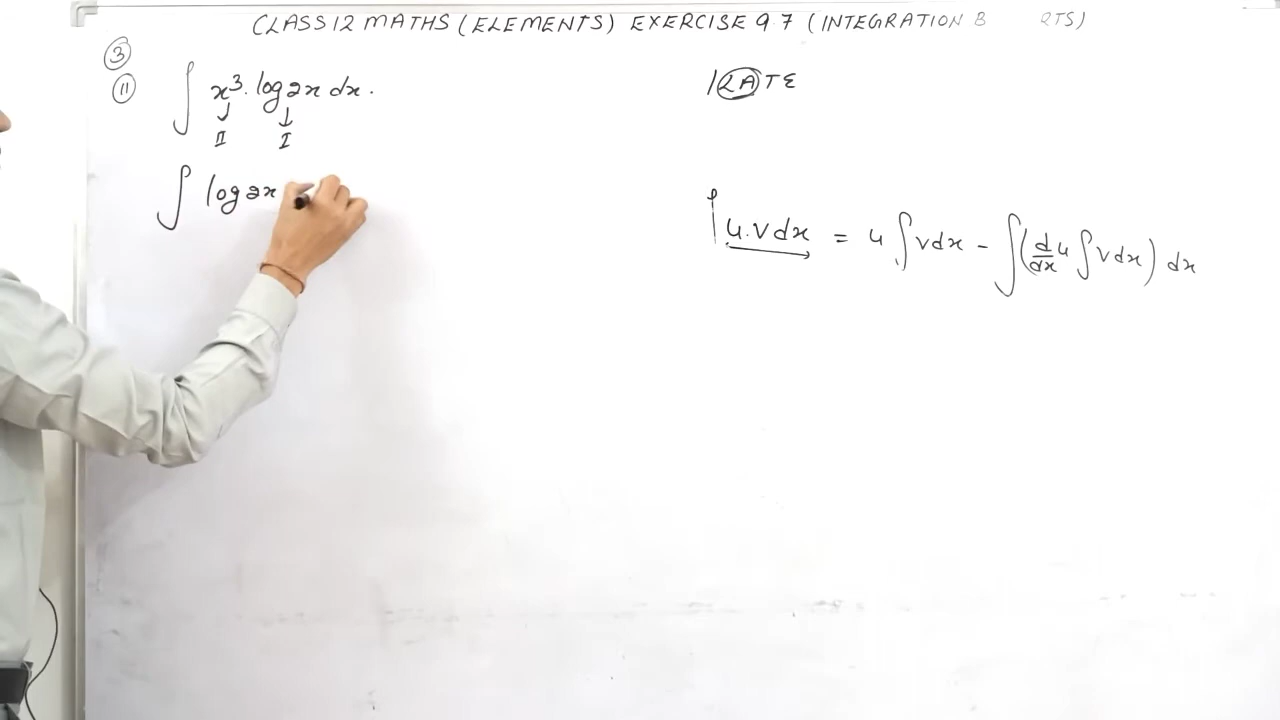 CLASS 12 MATHS (ELEMENTS) EXERCISE 9.7 (INTEGRATION B RTS)
③
⑪ ∫ x³. log 2x dx.
↓ ↓
II I
∫ log 2x
ILATE
∫ u.v dx = u ∫ v dx - ∫ (d/dx u ∫ v dx) dx